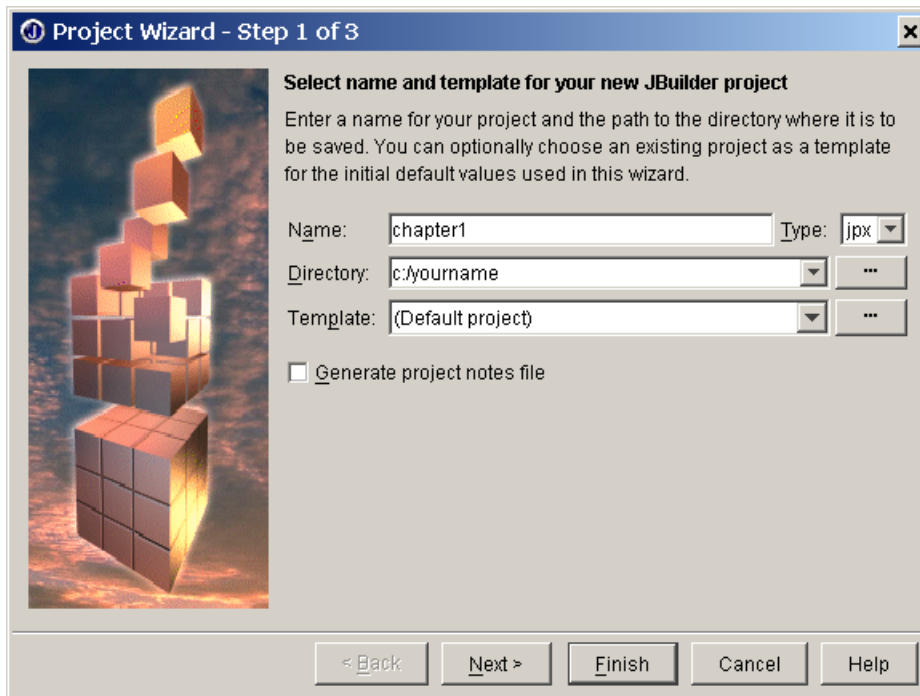 Project Wizard - Step 1 of 3
Select name and template for your new JBuilder project
Enter a name for your project and the path to the directory where it is to
be saved. You can optionally choose an existing project as a template
for the initial default values used in this wizard.
Name: chapter1 Type: jpx
Directory: c:/yourname ...
Template: (Default project) ...
Generate project notes file
< Back Next > Finish Cancel Help